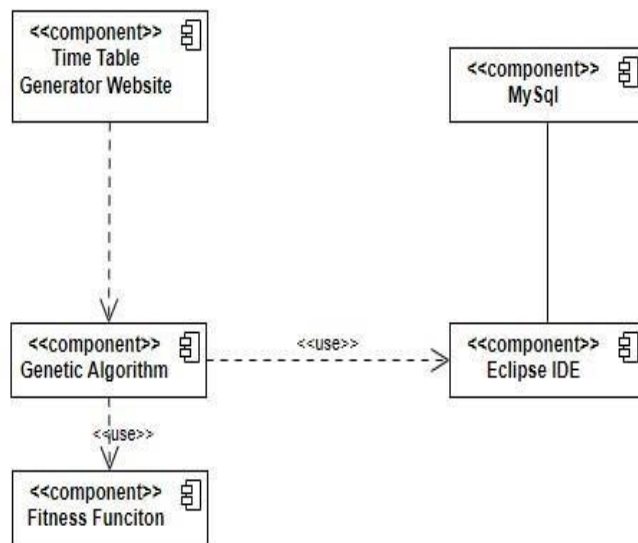 <<component>>
Time Table
Generator Website
<<component>>
MySql
<<component>>
Genetic Algorithm
<<use>>
<<component>>
Eclipse IDE
<<use>>
<<component>>
Fitness Funciton